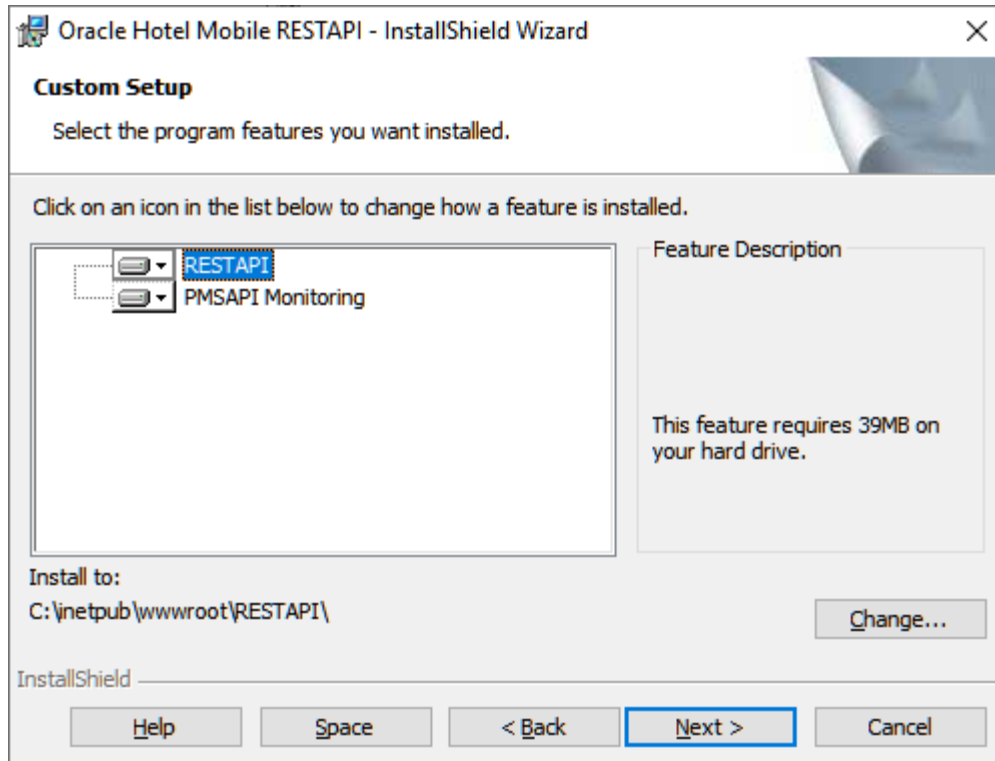 Oracle Hotel Mobile RESTAPI - InstallShield Wizard
Custom Setup
Select the program features you want installed.
Click on an icon in the list below to change how a feature is installed.
RESTAPI
PMSAPI Monitoring
Feature Description
This feature requires 39MB on
your hard drive.
Install to:
C:\inetpub\wwwroot\RESTAPI\
Change...
InstallShield
Help
Space
< Back
Next >
Cancel